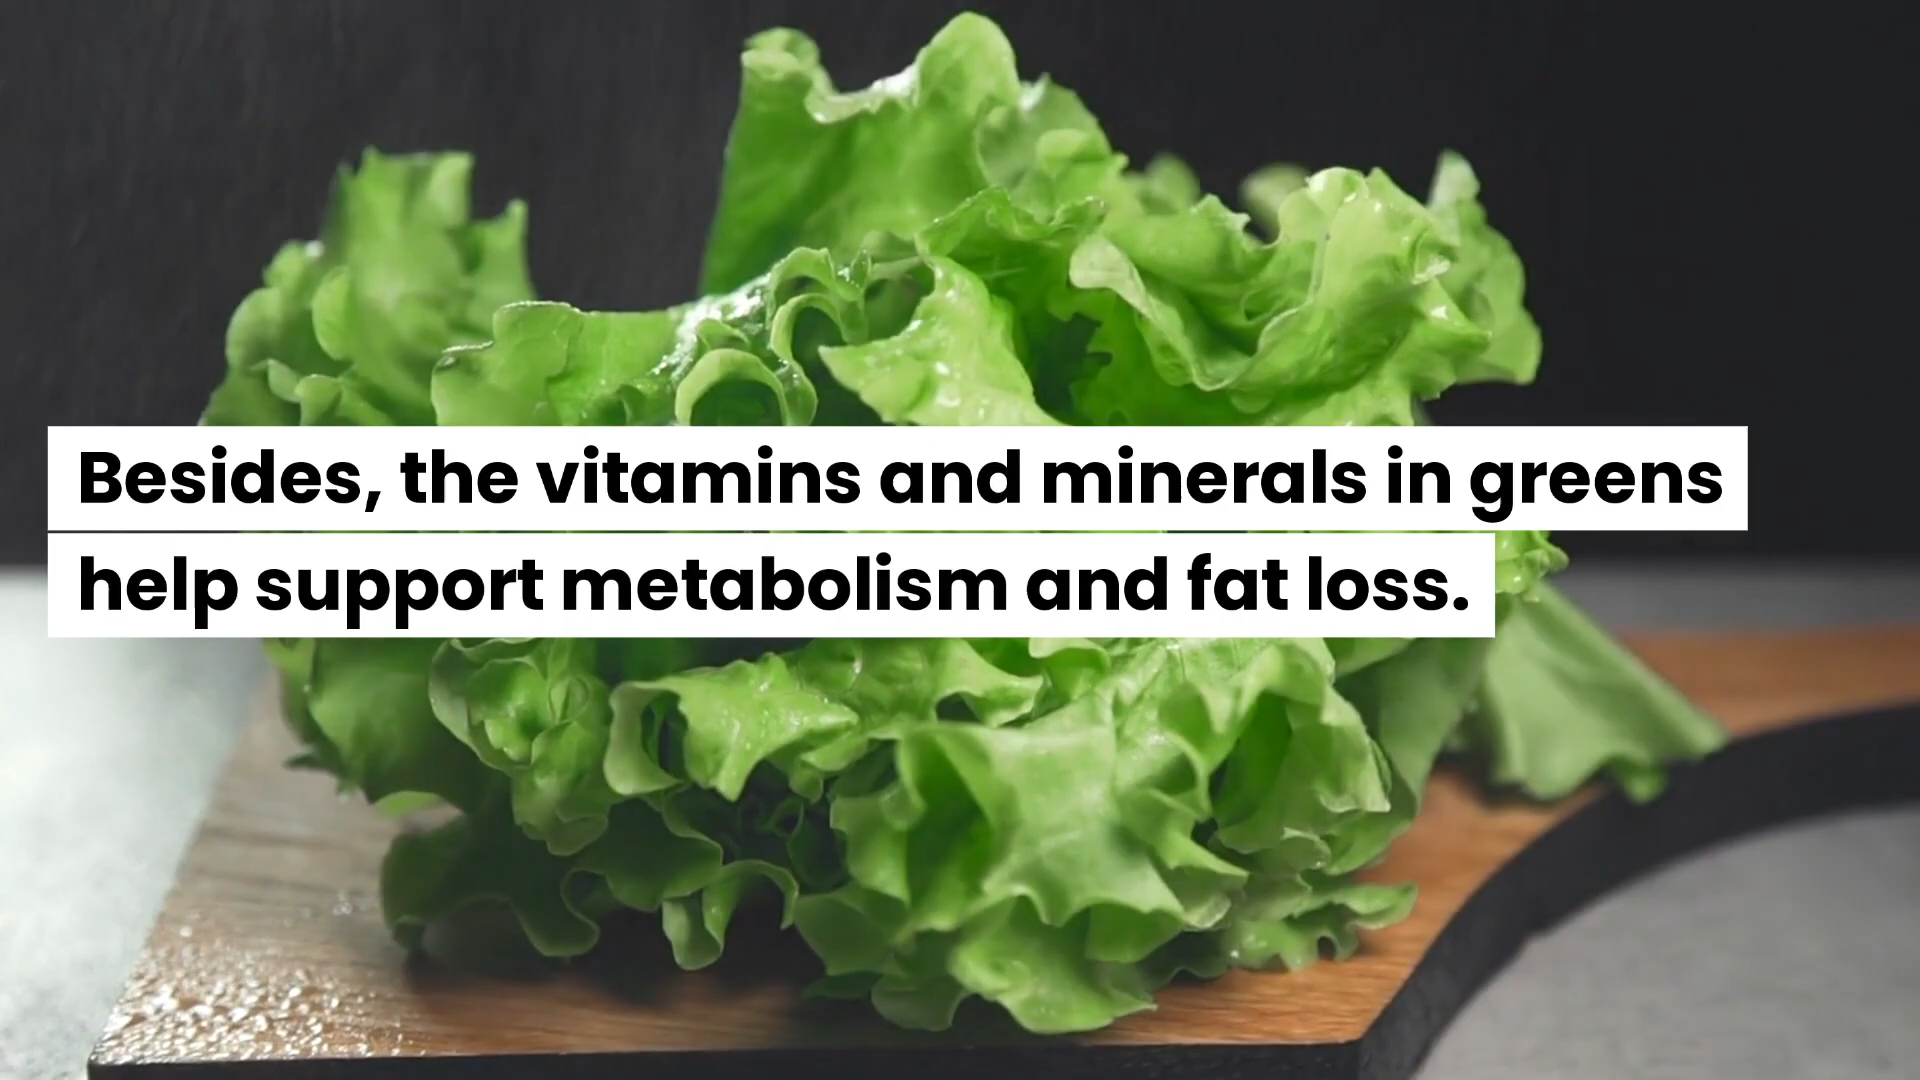 Besides, the vitamins and minerals in greens
help support metabolism and fat loss.